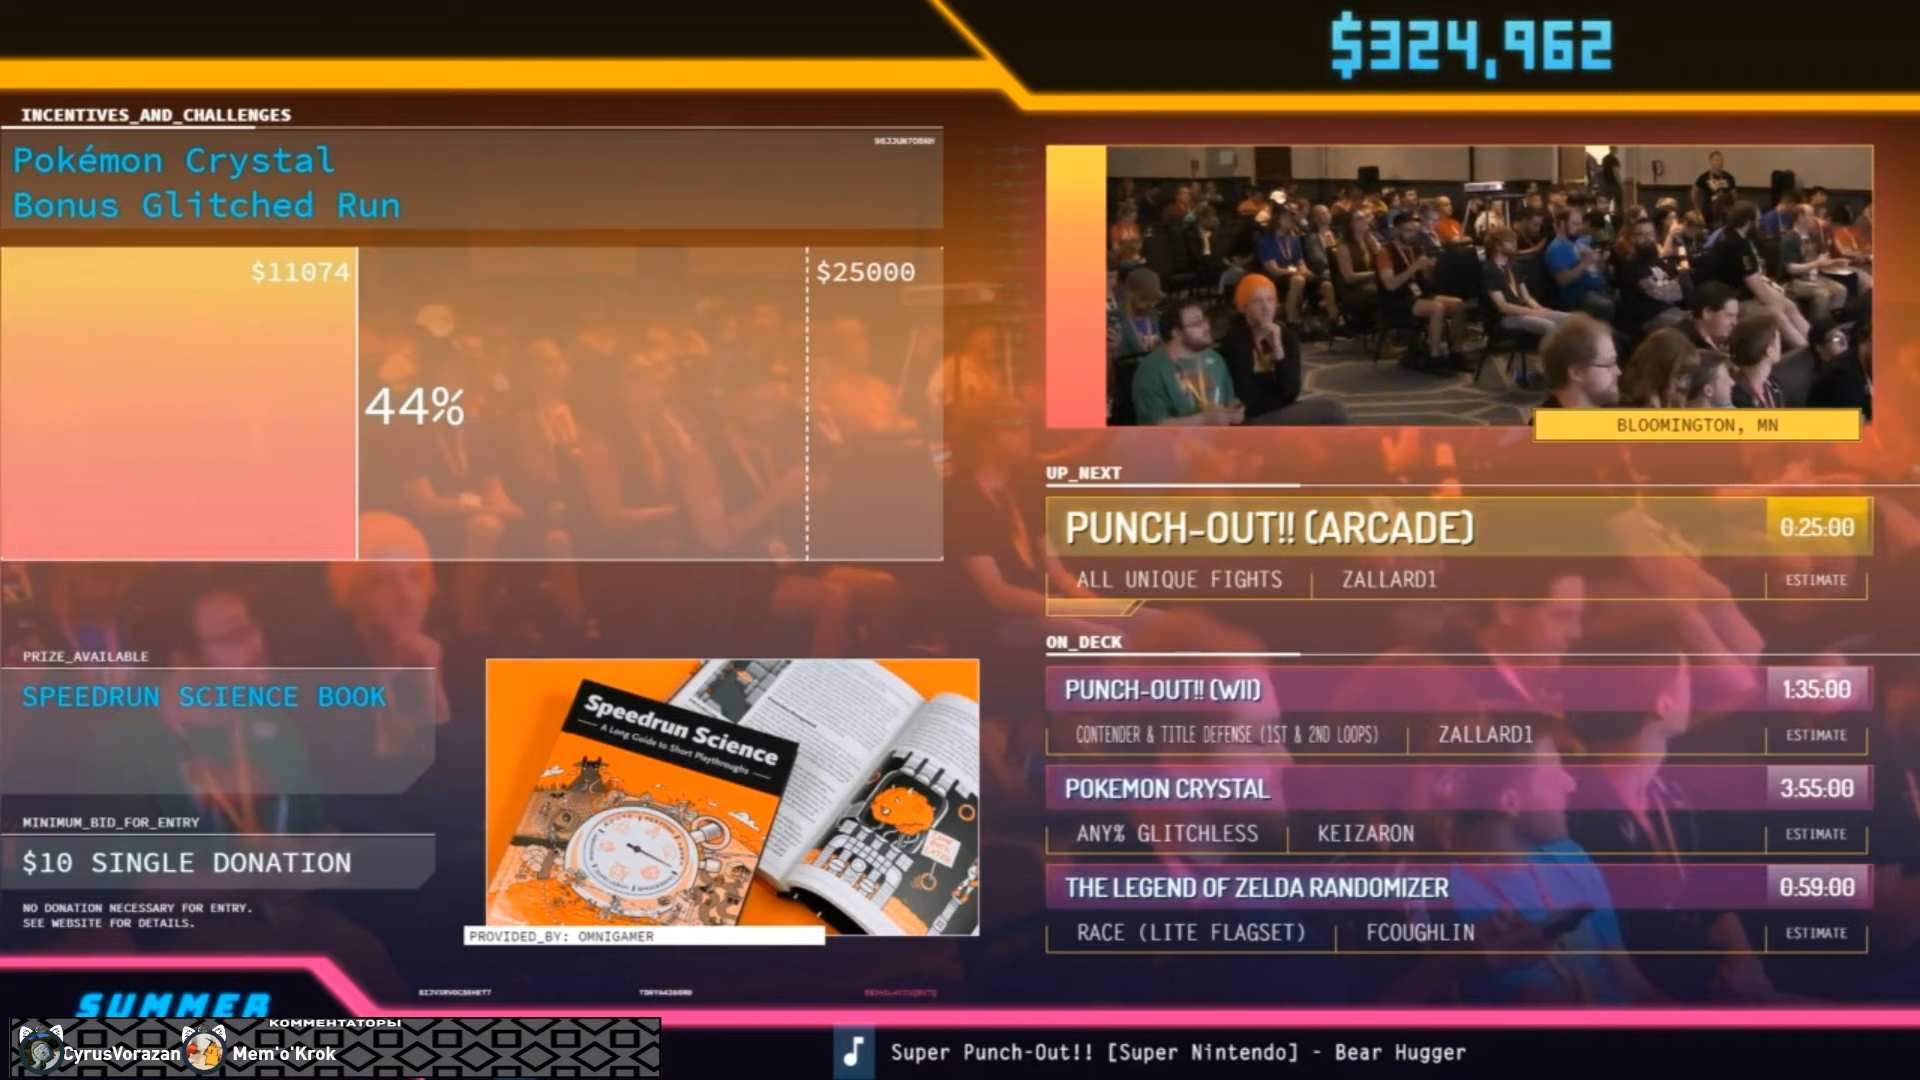 $324,962
INCENTIVES_AND_CHALLENGES
Pokémon Crystal
Bonus Glitched Run
$11074
$25000
44%
BLOOMINGTON, MN
UP_NEXT
PUNCH-OUT!! (ARCADE)
0:25:00
ALL UNIQUE FIGHTS
ZALLARD1
ESTIMATE
ON_DECK
PUNCH-OUT!! (WII)
1:35:00
CONTENDER & TITLE DEFENSE (1ST & 2ND LOOPS)
ZALLARD1
ESTIMATE
POKEMON CRYSTAL
3:55:00
ANY% GLITCHLESS
KEIZARON
ESTIMATE
THE LEGEND OF ZELDA RANDOMIZER
0:59:00
RACE (LITE FLAGSET)
FCOUGHLIN
ESTIMATE
PRIZE_AVAILABLE
SPEEDRUN SCIENCE BOOK
MINIMUM_BID_FOR_ENTRY
$10 SINGLE DONATION
NO DONATION NECESSARY FOR ENTRY.
SEE WEBSITE FOR DETAILS.
Speedrun Science
A Long Guide to Short Playthroughs
PROVIDED_BY: OMNIGAMER
SUMMER
КОММЕНТАТОРЫ
CyrusVorazan
Mem'o'Krok
Super Punch-Out!! [Super Nintendo] - Bear Hugger